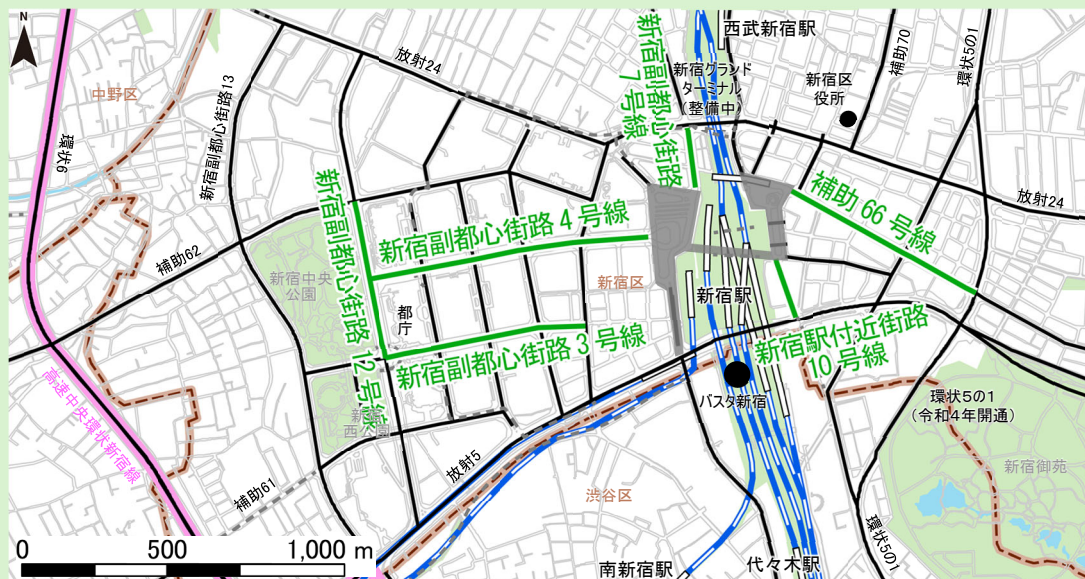 N
西武新宿駅
放射24
新宿副都心街路
7号線
新宿グランド
ターミナル
(整備中)
新宿区
役所
補助70
環状5の1
中野区
環状6
新宿副都心街路13
放射24
補助66号線
新宿副都心街路4号線
新宿副都心街路12号線
補助62
新宿中央
公園
新宿区
都
庁
新宿駅
新宿副都心街路3号線
新宿駅付近街路
10号線
バスタ新宿
環状5の1
(令和4年開通)
新宿
西公園
高速中央環状新宿線
放射5
補助61
渋谷区
新宿御苑
環状5の1
0 500 1,000 m
南新宿駅
代々木駅